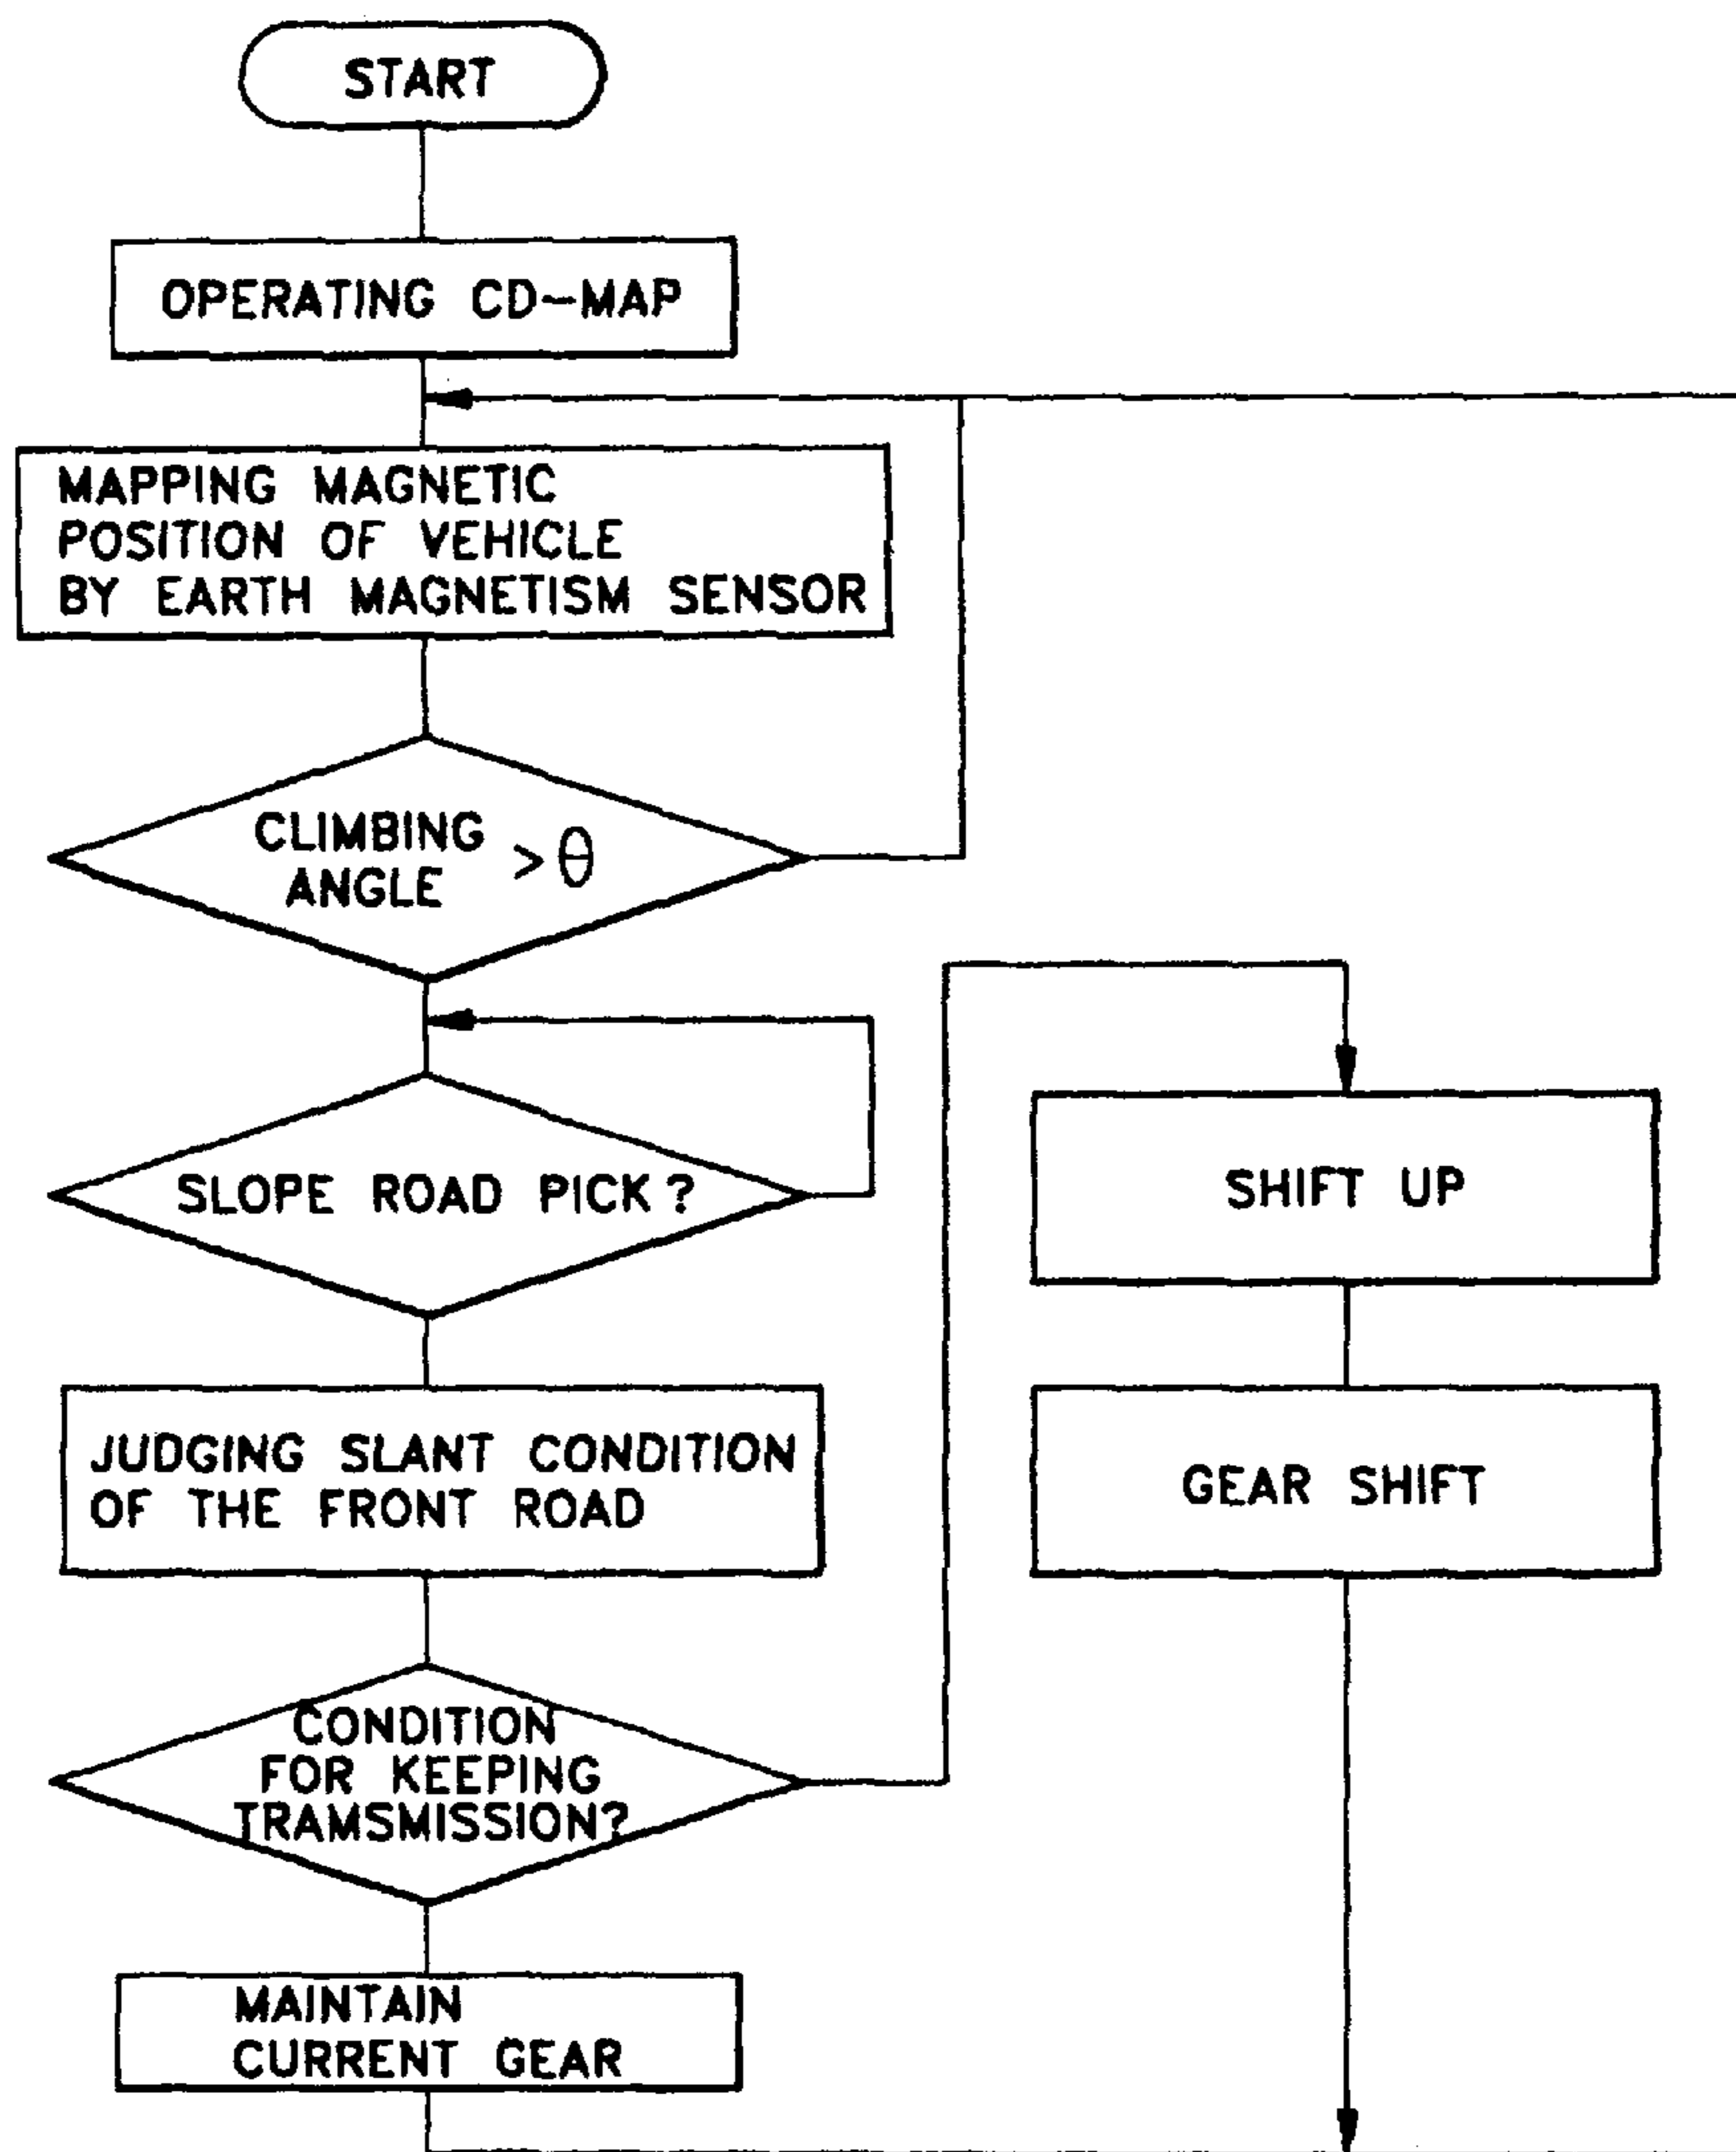 START
OPERATING CD-MAP
MAPPING MAGNETIC
POSITION OF VEHICLE
BY EARTH MAGNETISM SENSOR
CLIMBING
ANGLE > θ
SLOPE ROAD PICK?
JUDGING SLANT CONDITION
OF THE FRONT ROAD
CONDITION
FOR KEEPING
TRAMSMISSION?
MAINTAIN
CURRENT GEAR
SHIFT UP
GEAR SHIFT